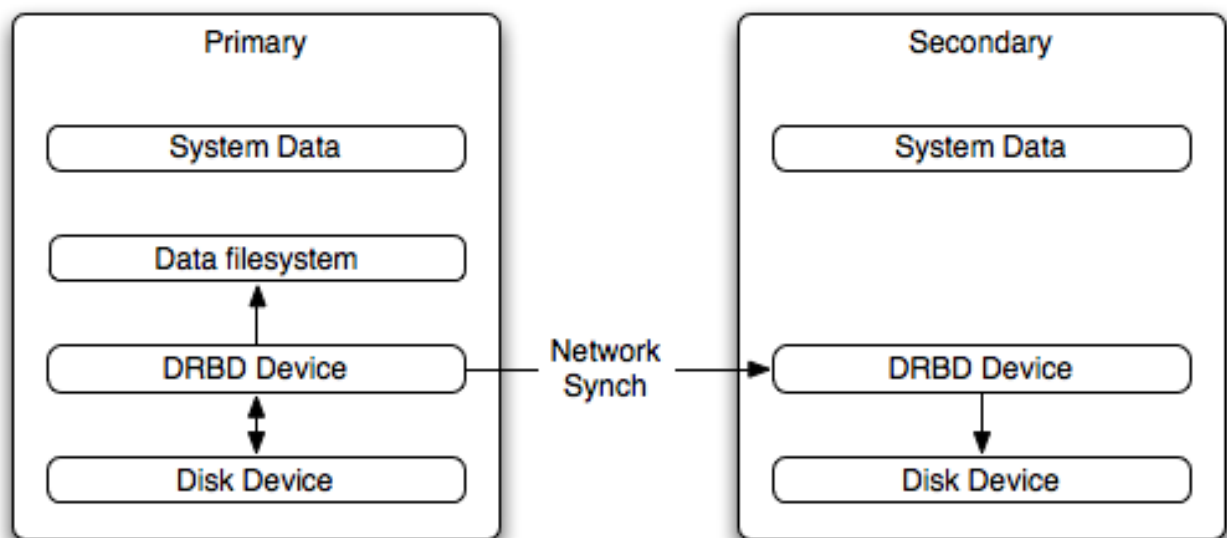 Primary
System Data
Data filesystem
DRBD Device
Disk Device
Network
Synch
Secondary
System Data
DRBD Device
Disk Device